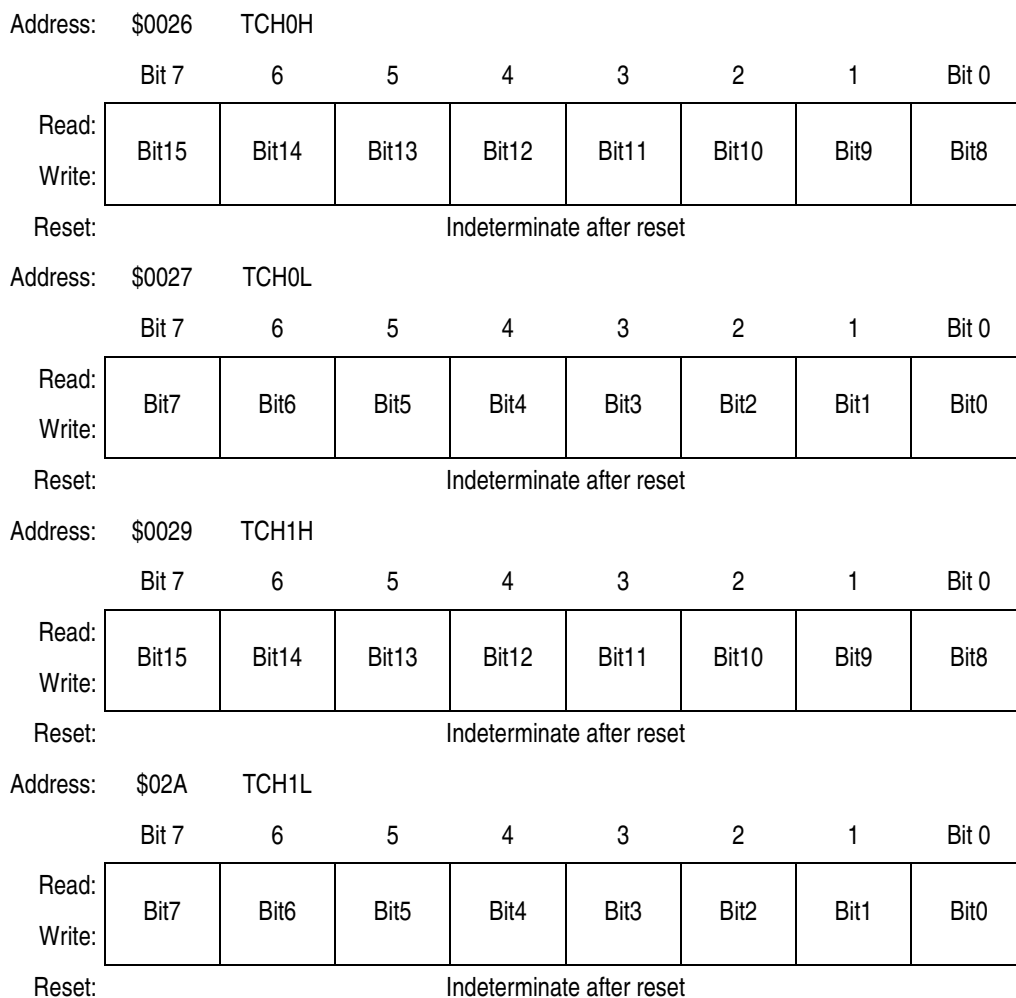 Address: $0026 TCH0H
Bit 7 6 5 4 3 2 1 Bit 0
Read:
Bit15 Bit14 Bit13 Bit12 Bit11 Bit10 Bit9 Bit8
Write:
Reset: Indeterminate after reset
Address: $0027 TCH0L
Bit 7 6 5 4 3 2 1 Bit 0
Read:
Bit7 Bit6 Bit5 Bit4 Bit3 Bit2 Bit1 Bit0
Write:
Reset: Indeterminate after reset
Address: $0029 TCH1H
Bit 7 6 5 4 3 2 1 Bit 0
Read:
Bit15 Bit14 Bit13 Bit12 Bit11 Bit10 Bit9 Bit8
Write:
Reset: Indeterminate after reset
Address: $02A TCH1L
Bit 7 6 5 4 3 2 1 Bit 0
Read:
Bit7 Bit6 Bit5 Bit4 Bit3 Bit2 Bit1 Bit0
Write:
Reset: Indeterminate after reset